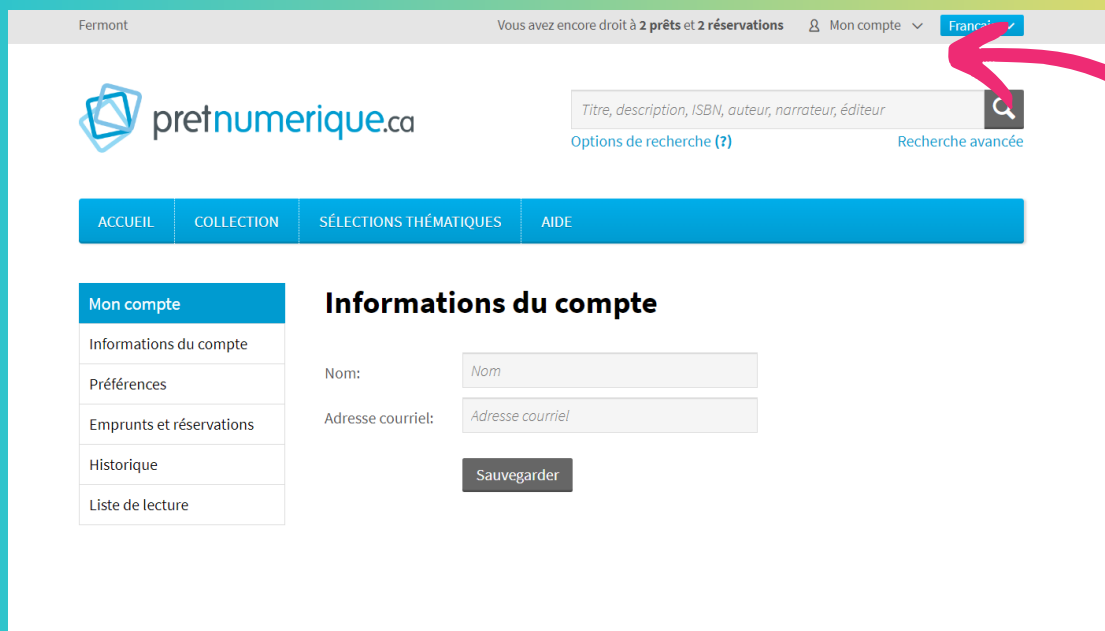 Fermont
Vous avez encore droit à 2 prêts et 2 réservations
Mon compte
pretnumerique.ca
Titre, description, ISBN, auteur, narrateur, éditeur
Options de recherche (?)
Recherche avancée
ACCUEIL
COLLECTION
SÉLECTIONS THÉMATIQUES
AIDE
Mon compte
Informations du compte
Préférences
Emprunts et réservations
Historique
Liste de lecture
Informations du compte
Nom:
Nom
Adresse courriel:
Adresse courriel
Sauvegarder